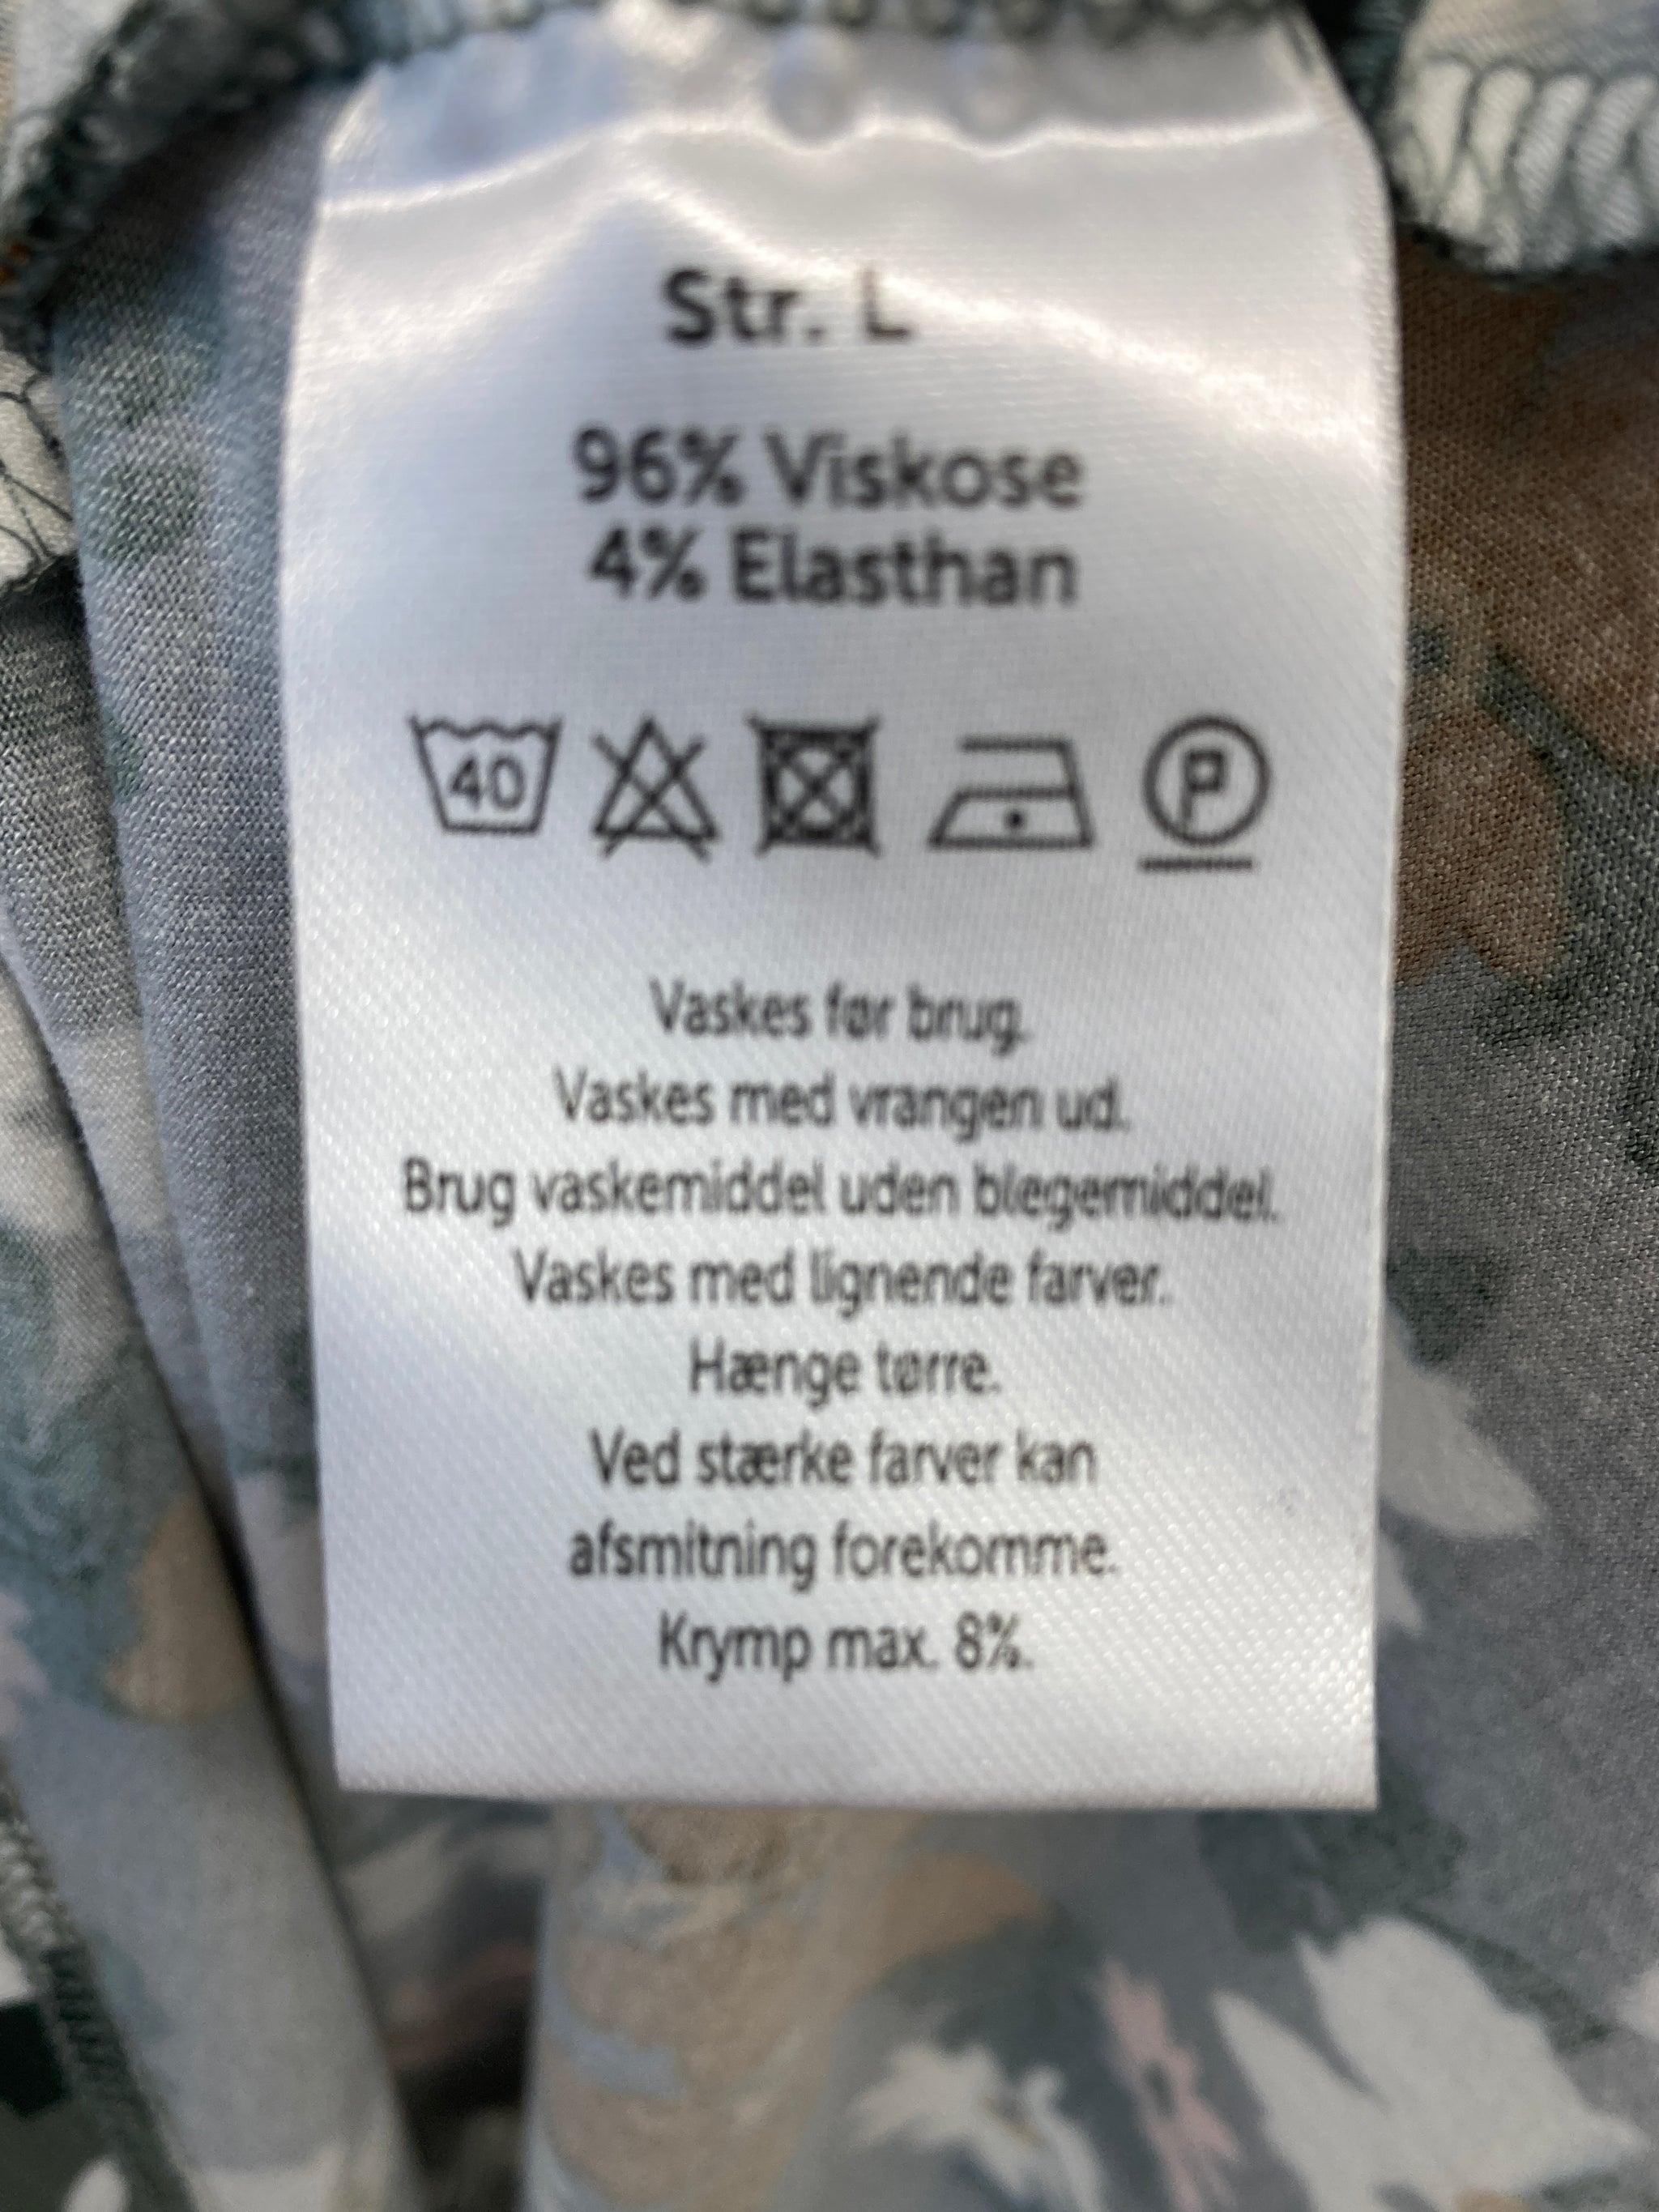 Str. L
96% Viskose
4% Elasthan
40 P
Vaskes før brug.
Vaskes med vrangen ud.
Brug vaskemiddel uden blegemiddel.
Vaskes med lignende farver.
Hænge tørre.
Ved stærke farver kan
afsmitning forekomme.
Krymp max. 8%.